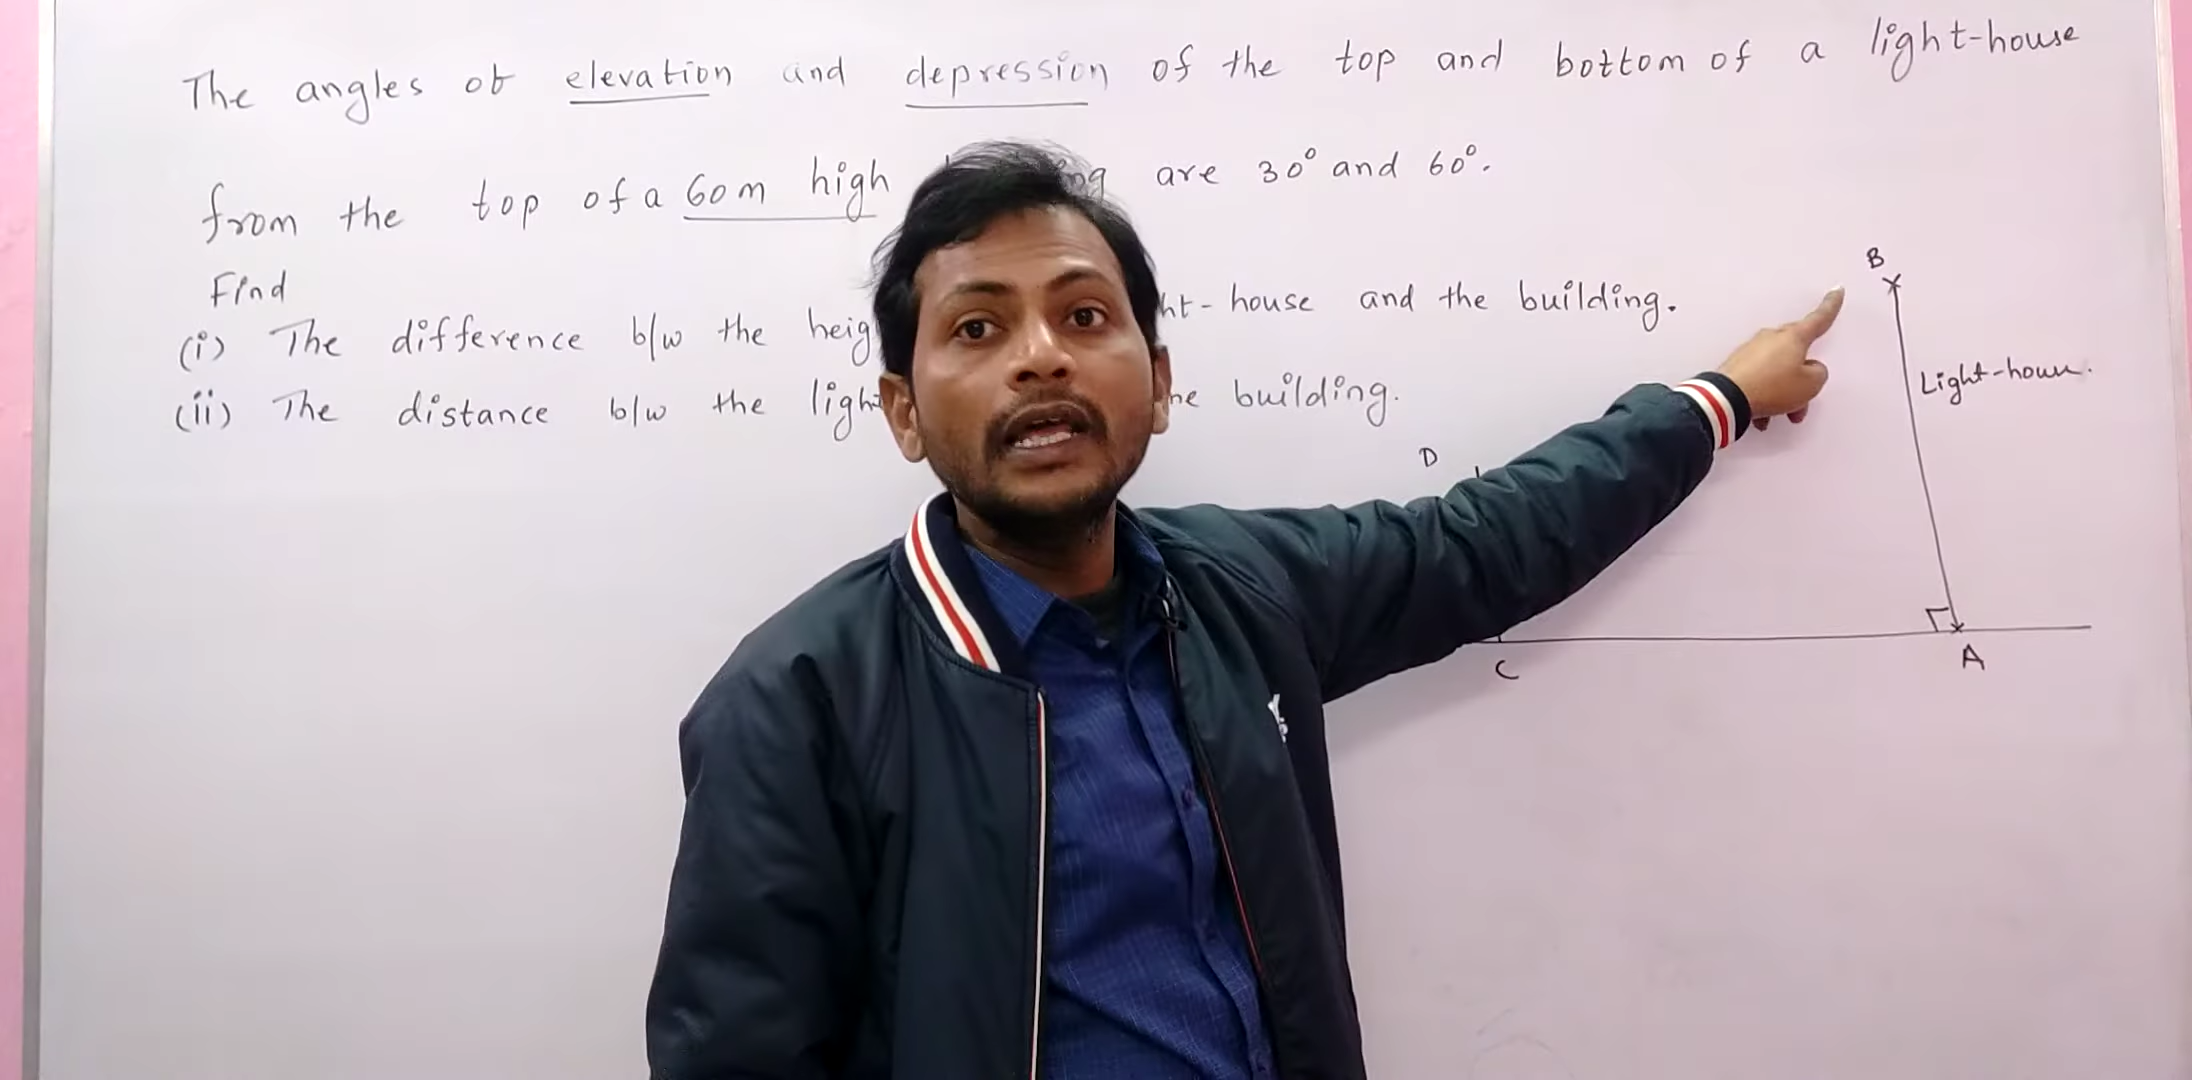 The angles of elevation and depression of the top and bottom of a light-house
from the top of a 60m high are 30° and 60°.
Find
(i) The difference b/w the heig ht-house and the building.
(ii) The distance b/w the ligh he building.
B
Light-house.
D
C
A